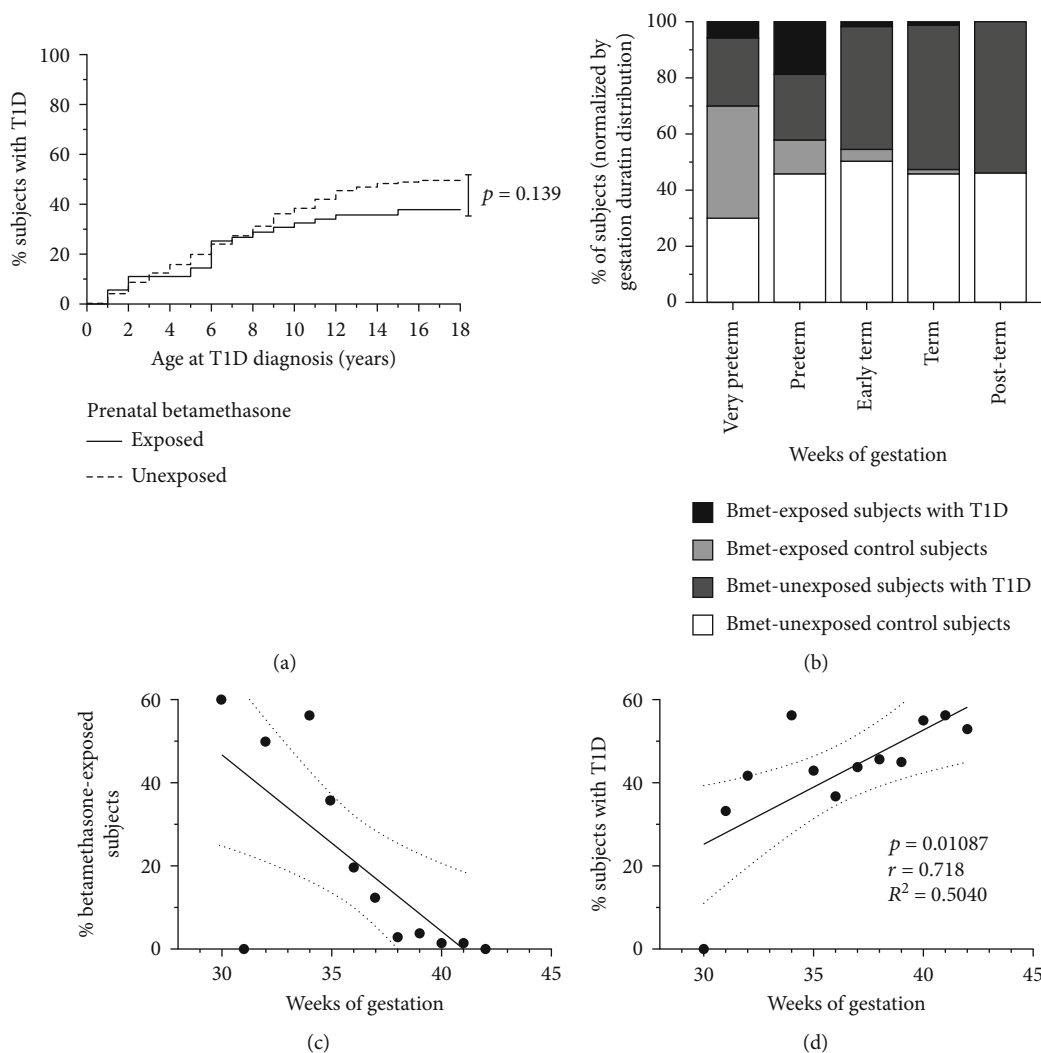 % subjects with T1D
100
80
60
40
20
0
0 2 4 6 8 10 12 14 16 18
p = 0.139
Age at T1D diagnosis (years)
Prenatal betamethasone
Exposed
Unexposed
(a)
% of subjects (normalized by
gestation duratin distribution)
100
80
60
40
20
0
Very preterm
Preterm
Early term
Term
Post-term
Weeks of gestation
Bmet-exposed subjects with T1D
Bmet-exposed control subjects
Bmet-unexposed subjects with T1D
Bmet-unexposed control subjects
(b)
% betamethasone-exposed
subjects
60
40
20
0
30 35 40 45
Weeks of gestation
(c)
% subjects with T1D
60
40
20
0
p = 0.01087
r = 0.718
R² = 0.5040
30 35 40 45
Weeks of gestation
(d)